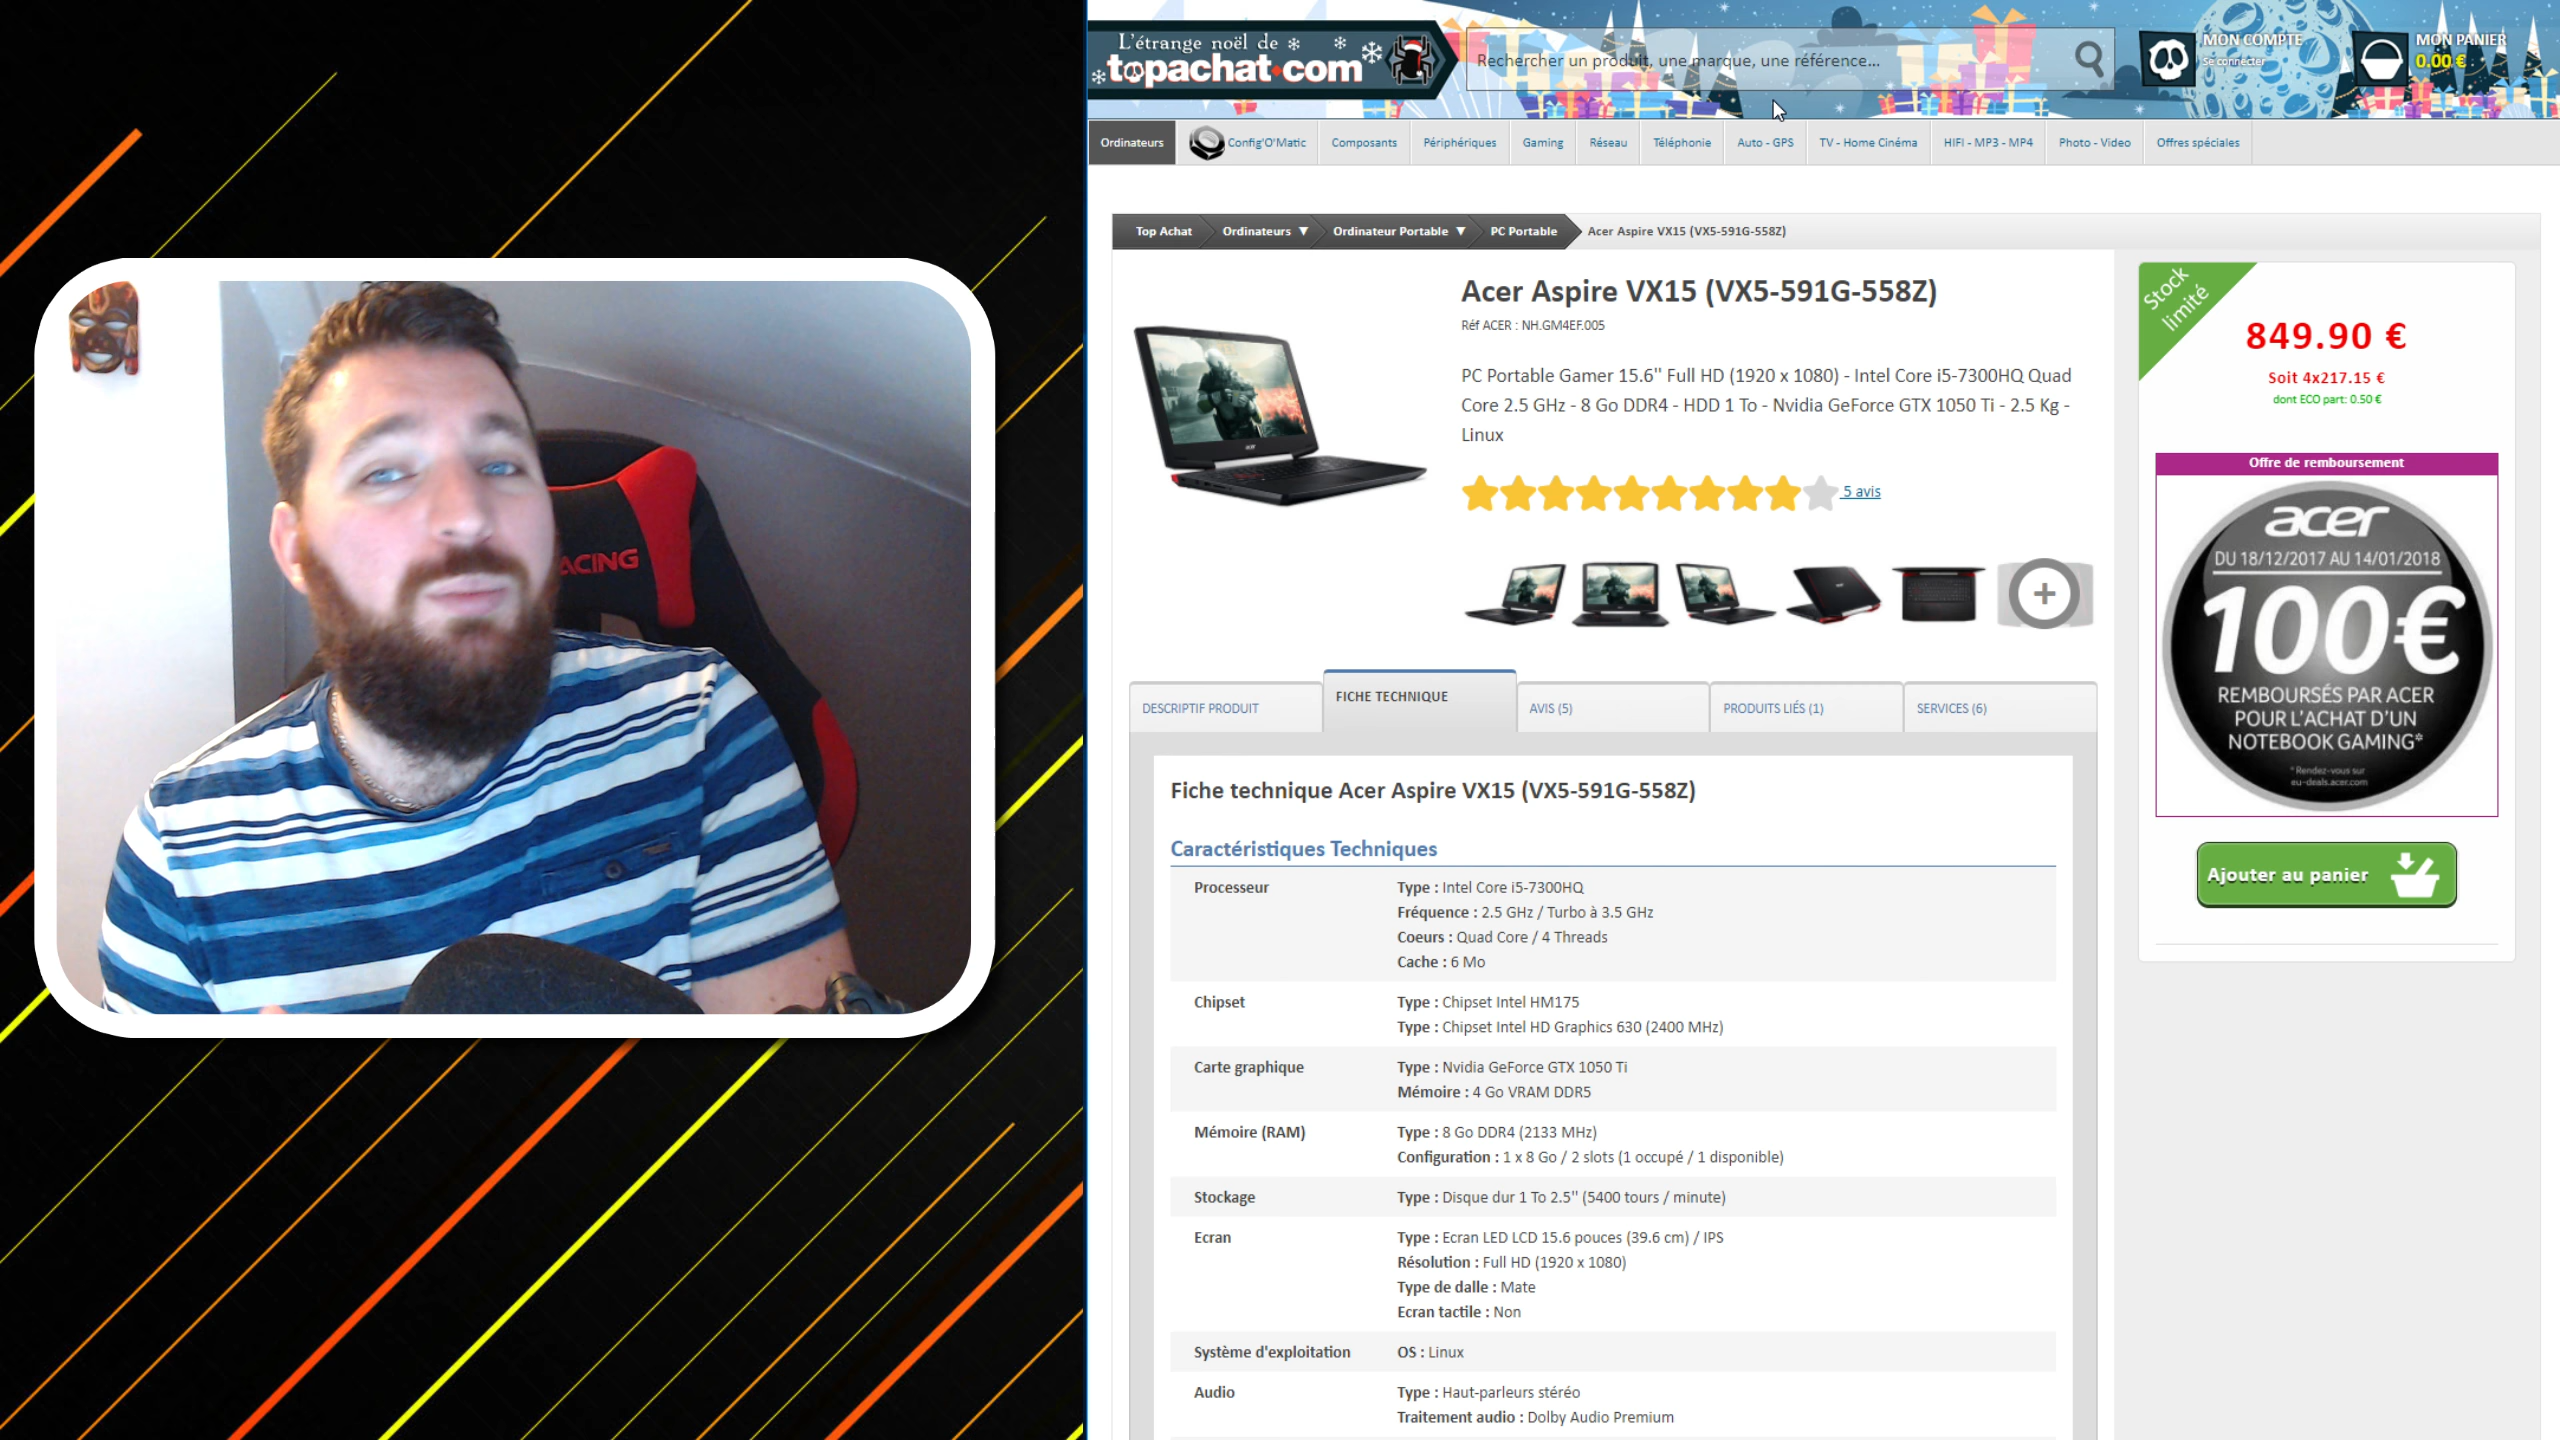 L'étrange noël de
topachat.com
Rechercher un produit, une marque, une référence...
MON COMPTE
Se connecter
MON PANIER
0.00 €
Ordinateurs
Config'O'Matic
Composants
Périphériques
Gaming
Réseau
Téléphonie
Auto - GPS
TV - Home Cinéma
HIFI - MP3 - MP4
Photo - Video
Offres spéciales
Top Achat
Ordinateurs ▼
Ordinateur Portable ▼
PC Portable
Acer Aspire VX15 (VX5-591G-558Z)
Acer Aspire VX15 (VX5-591G-558Z)
Réf ACER : NH.GM4EF.005
PC Portable Gamer 15.6" Full HD (1920 x 1080) - Intel Core i5-7300HQ Quad
Core 2.5 GHz - 8 Go DDR4 - HDD 1 To - Nvidia GeForce GTX 1050 Ti - 2.5 Kg -
Linux
5 avis
Stock
limité
849.90 €
Soit 4x217.15 €
dont ECO part: 0.50 €
Offre de remboursement
acer
DU 18/12/2017 AU 14/01/2018
100€
REMBOURSÉS PAR ACER
POUR L'ACHAT D'UN
NOTEBOOK GAMING*
*Rendez-vous sur
eu-deals.acer.com
Ajouter au panier
ACING
DESCRIPTIF PRODUIT
FICHE TECHNIQUE
AVIS (5)
PRODUITS LIÉS (1)
SERVICES (6)
Fiche technique Acer Aspire VX15 (VX5-591G-558Z)
Caractéristiques Techniques
Processeur
Type : Intel Core i5-7300HQ
Fréquence : 2.5 GHz / Turbo à 3.5 GHz
Coeurs : Quad Core / 4 Threads
Cache : 6 Mo
Chipset
Type : Chipset Intel HM175
Type : Chipset Intel HD Graphics 630 (2400 MHz)
Carte graphique
Type : Nvidia GeForce GTX 1050 Ti
Mémoire : 4 Go VRAM DDR5
Mémoire (RAM)
Type : 8 Go DDR4 (2133 MHz)
Configuration : 1 x 8 Go / 2 slots (1 occupé / 1 disponible)
Stockage
Type : Disque dur 1 To 2.5" (5400 tours / minute)
Ecran
Type : Ecran LED LCD 15.6 pouces (39.6 cm) / IPS
Résolution : Full HD (1920 x 1080)
Type de dalle : Mate
Ecran tactile : Non
Système d'exploitation
OS : Linux
Audio
Type : Haut-parleurs stéréo
Traitement audio : Dolby Audio Premium